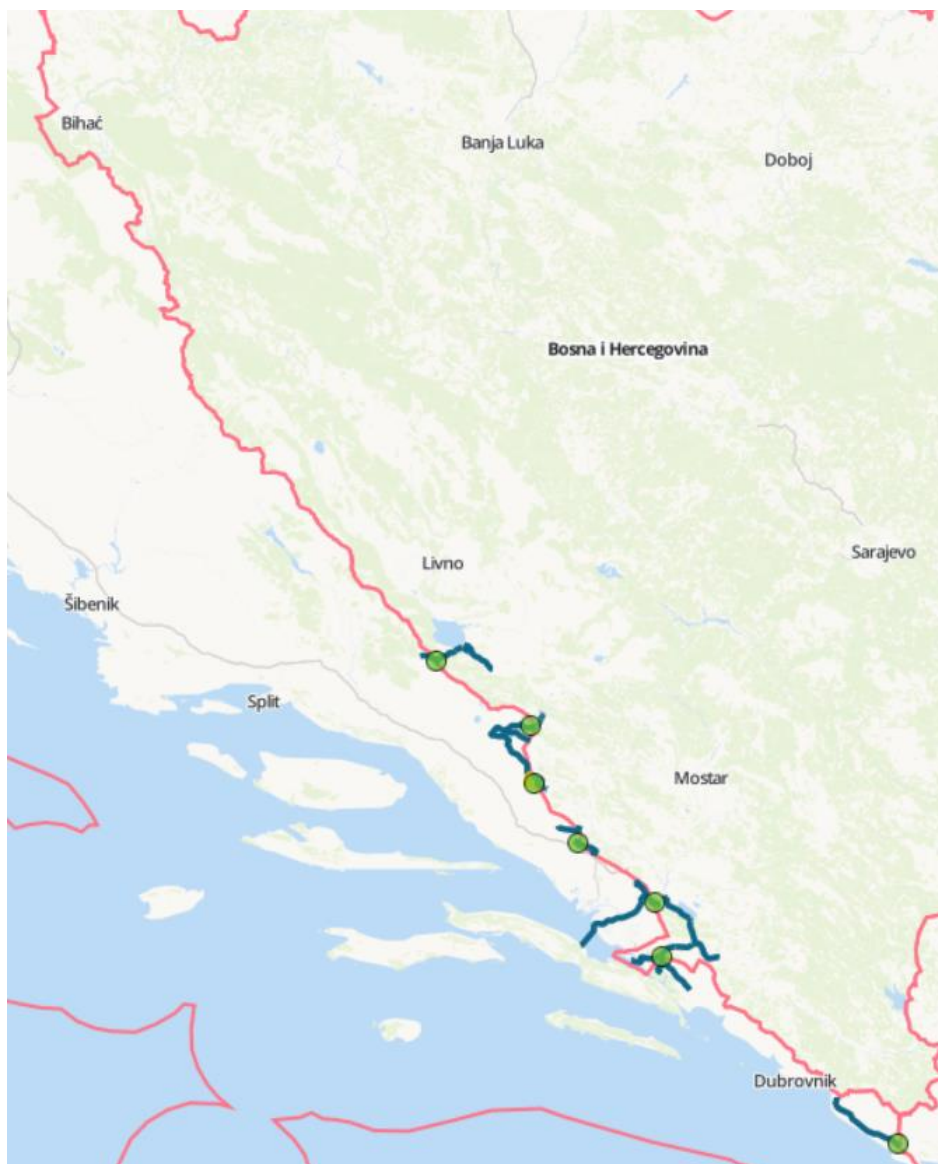 Bihać
Banja Luka
Doboj
Bosna i Hercegovina
Sarajevo
Livno
Šibenik
Split
Mostar
Dubrovnik